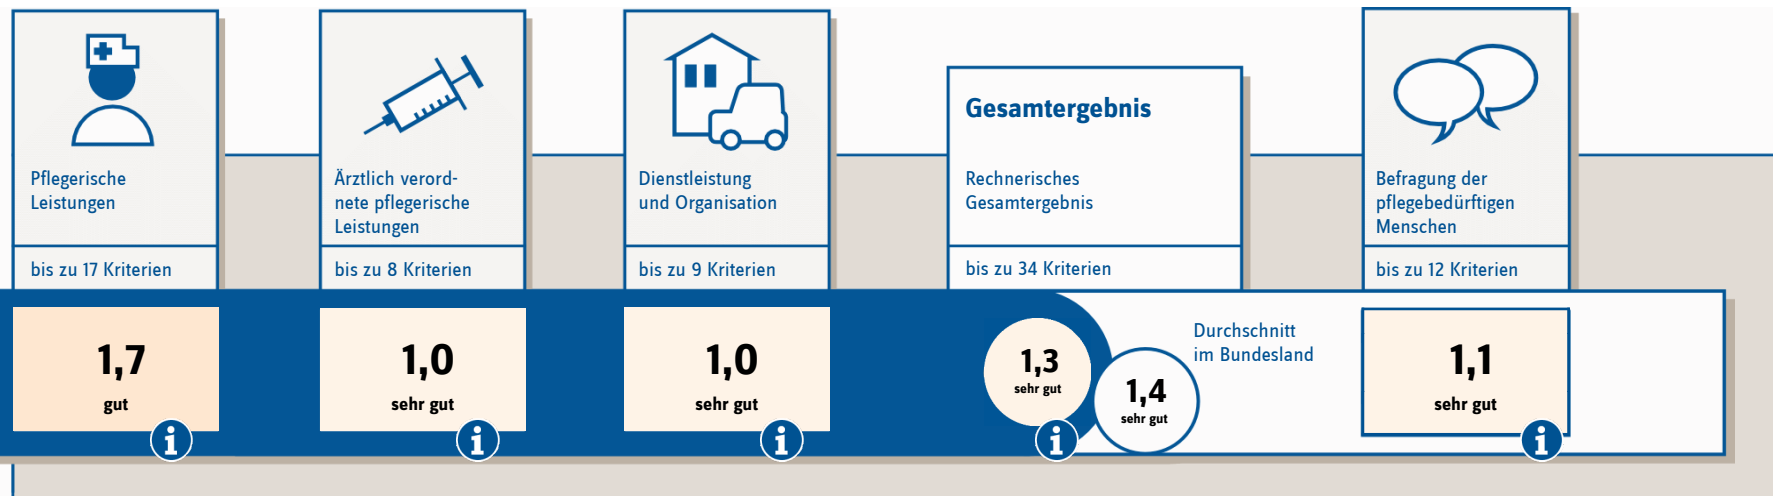 Pflegerische
Leistungen
bis zu 17 Kriterien
1,7
gut
i
Ärztlich verord-
nete pflegerische
Leistungen
bis zu 8 Kriterien
1,0
sehr gut
i
Dienstleistung
und Organisation
bis zu 9 Kriterien
1,0
sehr gut
i
Gesamtergebnis
Rechnerisches
Gesamtergebnis
bis zu 34 Kriterien
1,3
sehr gut
i
Durchschnitt
im Bundesland
1,4
sehr gut
Befragung der
pflegebedürftigen
Menschen
bis zu 12 Kriterien
1,1
sehr gut
i